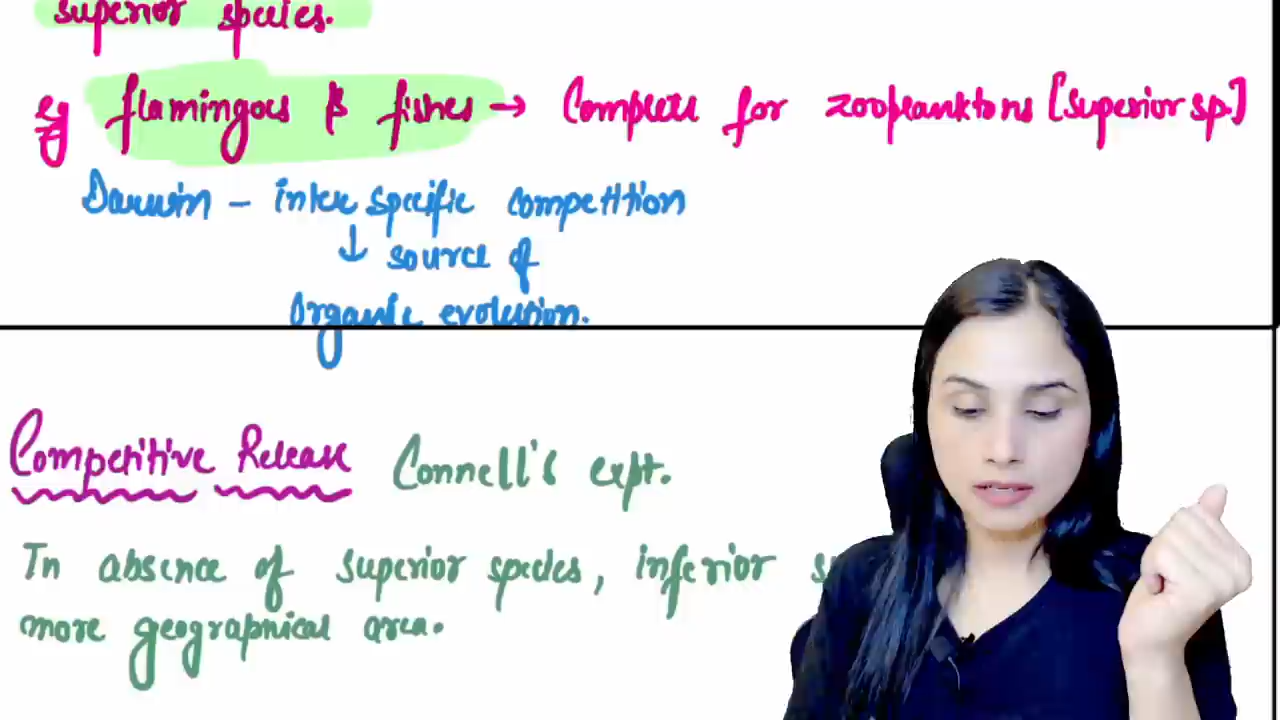 superior species.
eg flamingoes & fishes → Complete for zooplanktons [superior sp.]
Darwin - inter specific competition
↓ source of
Organic evolution.
Competitive Release Connell's expt.
In absence of superior species, inferior
more geographical area.